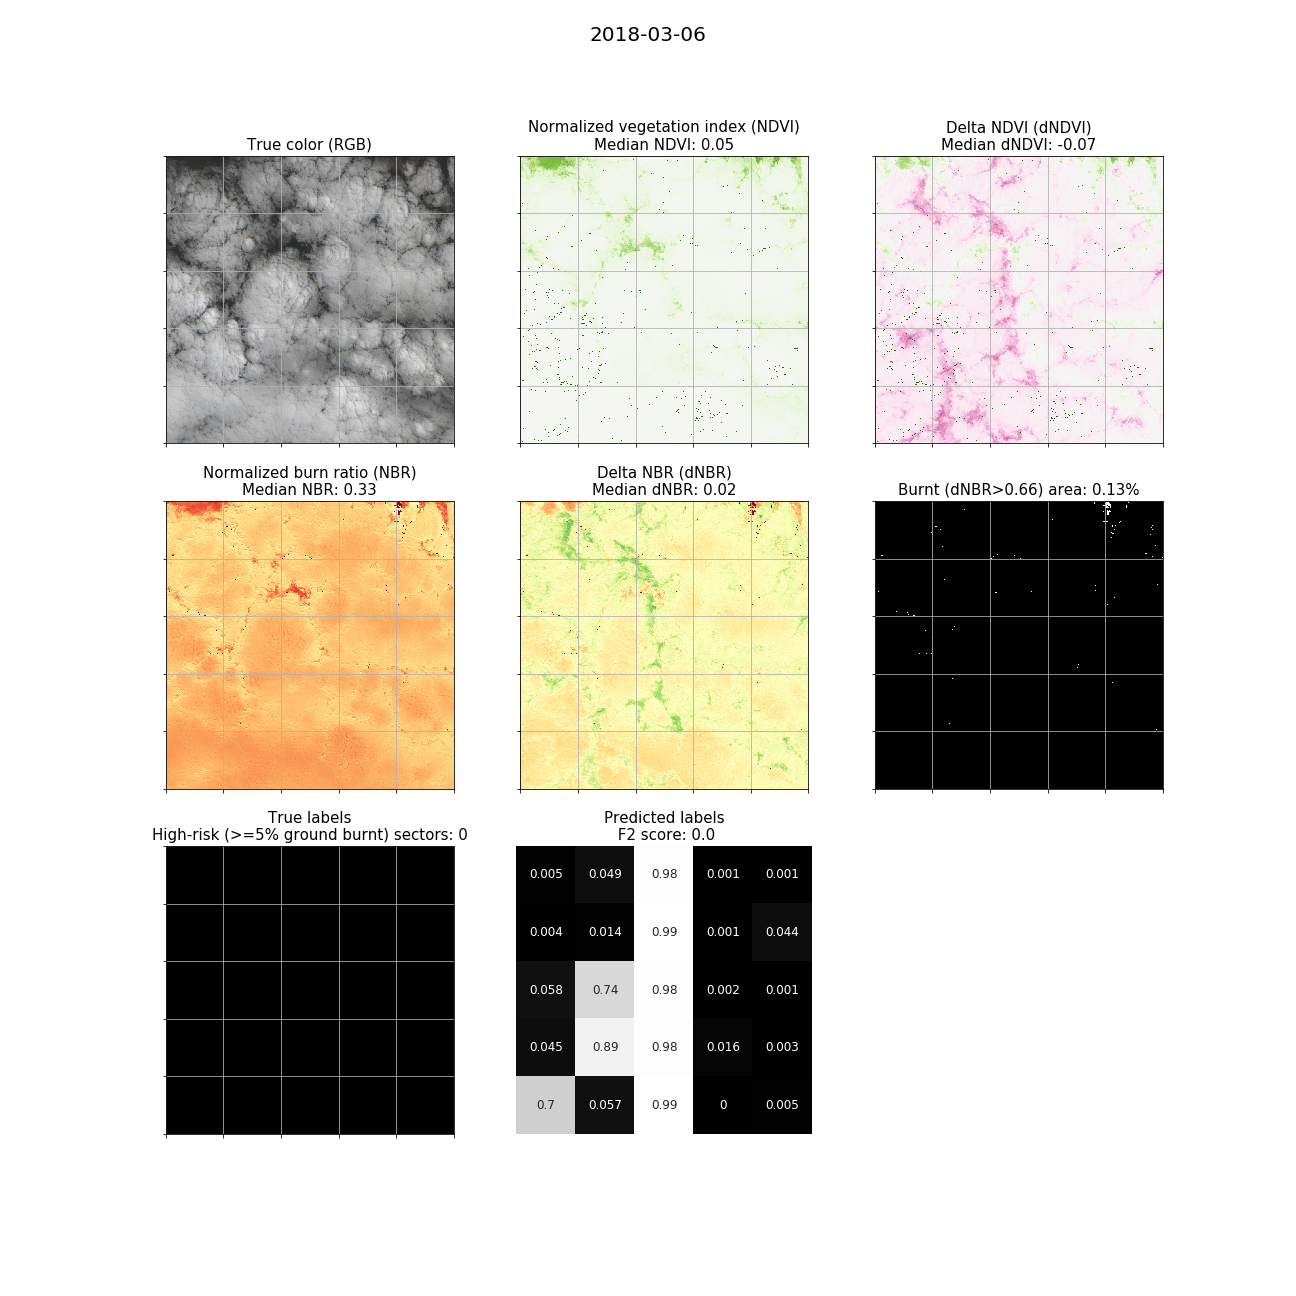 2018-03-06
True color (RGB)
Normalized vegetation index (NDVI)
Median NDVI: 0.05
Delta NDVI (dNDVI)
Median dNDVI: -0.07
Normalized burn ratio (NBR)
Median NBR: 0.33
Delta NBR (dNBR)
Median dNBR: 0.02
Burnt (dNBR>0.66) area: 0.13%
True labels
High-risk (>=5% ground burnt) sectors: 0
Predicted labels
F2 score: 0.0
0.005 0.049 0.98 0.001 0.001
0.004 0.014 0.99 0.001 0.044
0.058 0.74 0.98 0.002 0.001
0.045 0.89 0.98 0.016 0.003
0.7 0.057 0.99 0 0.005